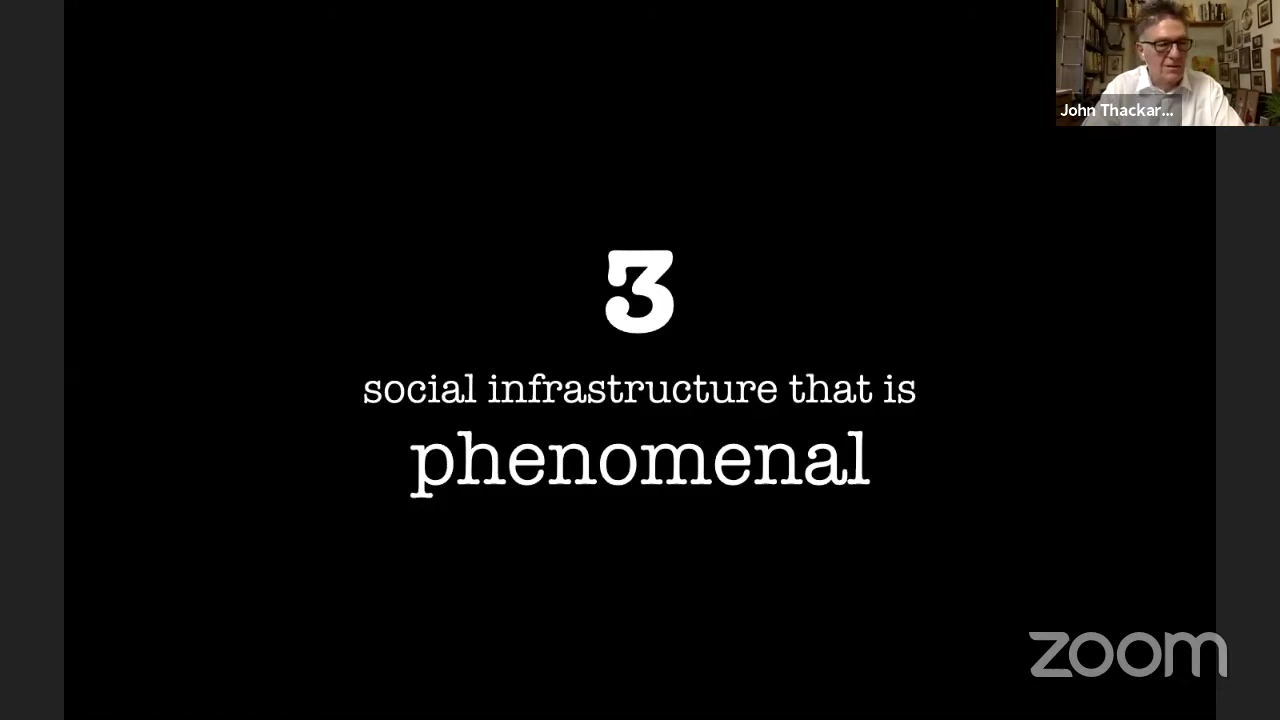 John Thackar...
3
social infrastructure that is
phenomenal
zoom